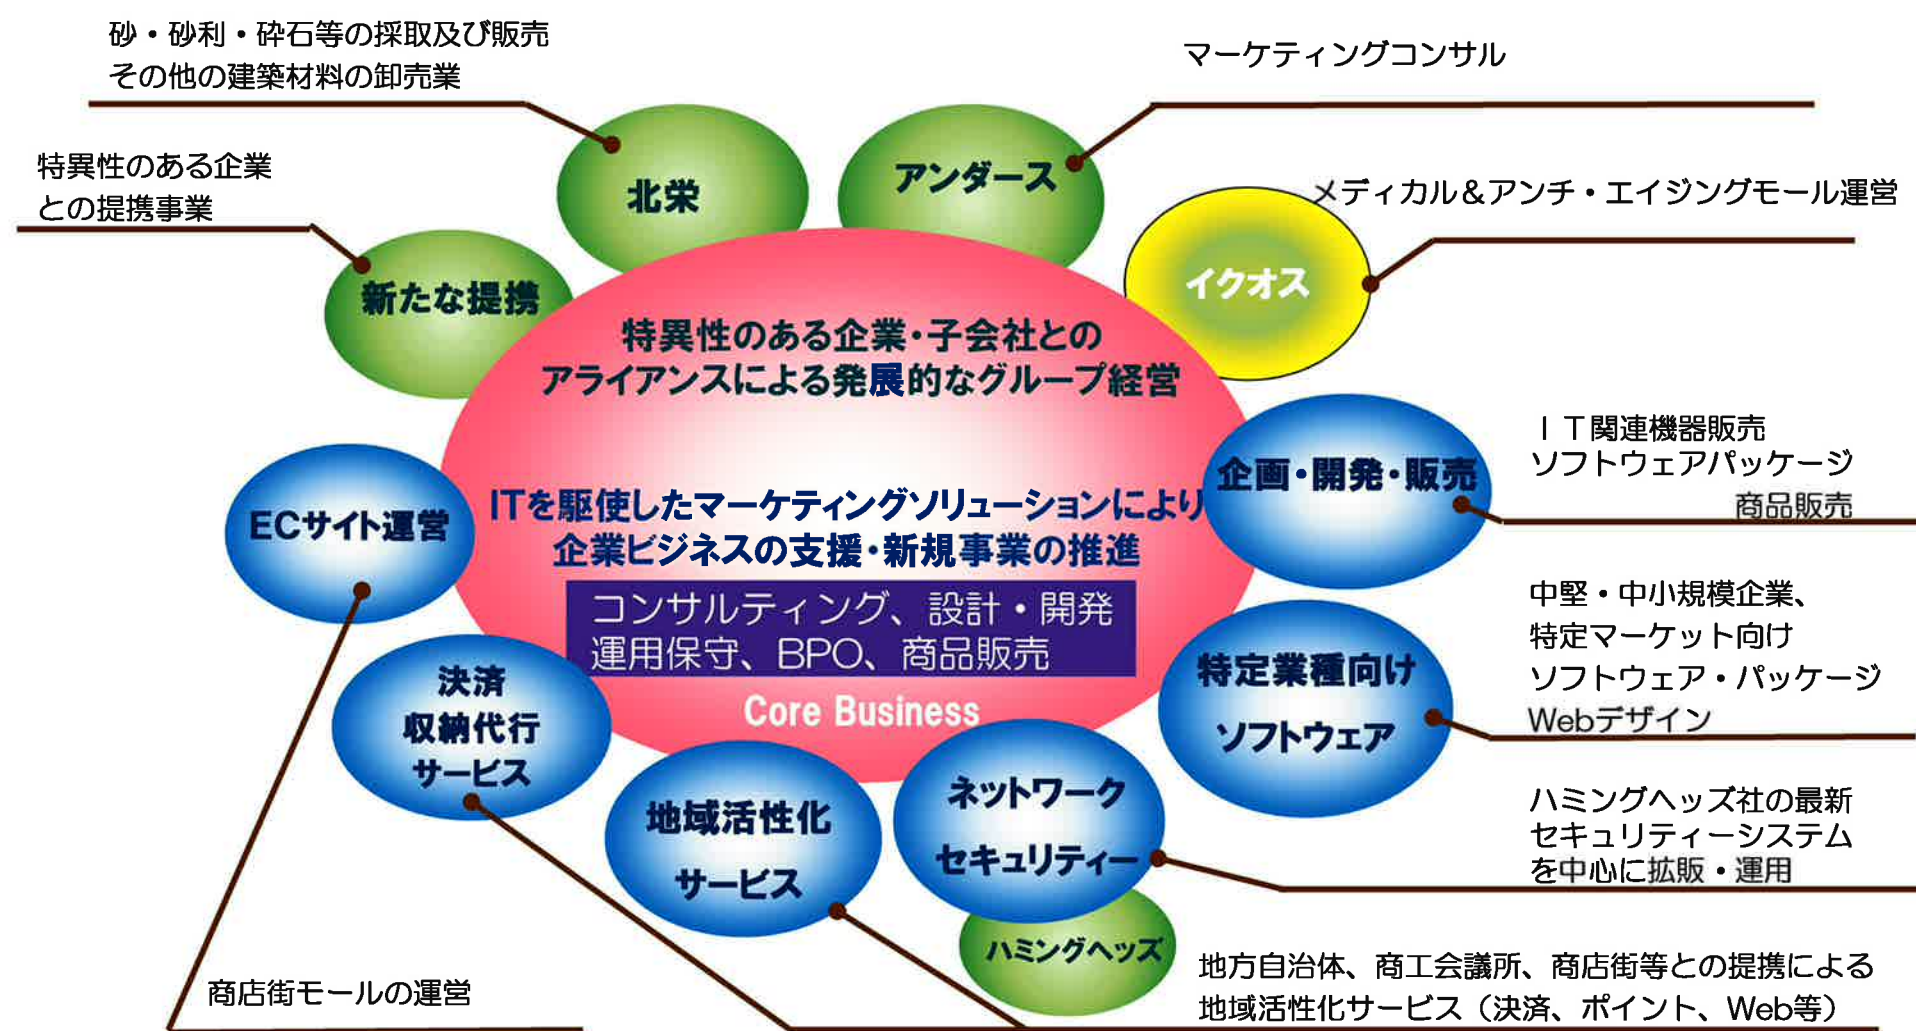 砂・砂利・砕石等の採取及び販売
その他の建築材料の卸売業
マーケティングコンサル
特異性のある企業
との提携事業
北栄
アンダース
メディカル＆アンチ・エイジングモール運営
新たな提携
イクオス
特異性のある企業・子会社との
アライアンスによる発展的なグループ経営
ＩＴ関連機器販売
ソフトウェアパッケージ
商品販売
企画・開発・販売
ECサイト運営
ITを駆使したマーケティングソリューションにより
企業ビジネスの支援・新規事業の推進
コンサルティング、設計・開発
運用保守、BPO、商品販売
Core Business
中堅・中小規模企業、
特定マーケット向け
ソフトウェア・パッケージ
Webデザイン
特定業種向け
ソフトウェア
決済
収納代行
サービス
地域活性化
サービス
ネットワーク
セキュリティー
ハミングヘッズ社の最新
セキュリティーシステム
を中心に拡販・運用
ハミングヘッズ
商店街モールの運営
地方自治体、商工会議所、商店街等との提携による
地域活性化サービス（決済、ポイント、Web等）